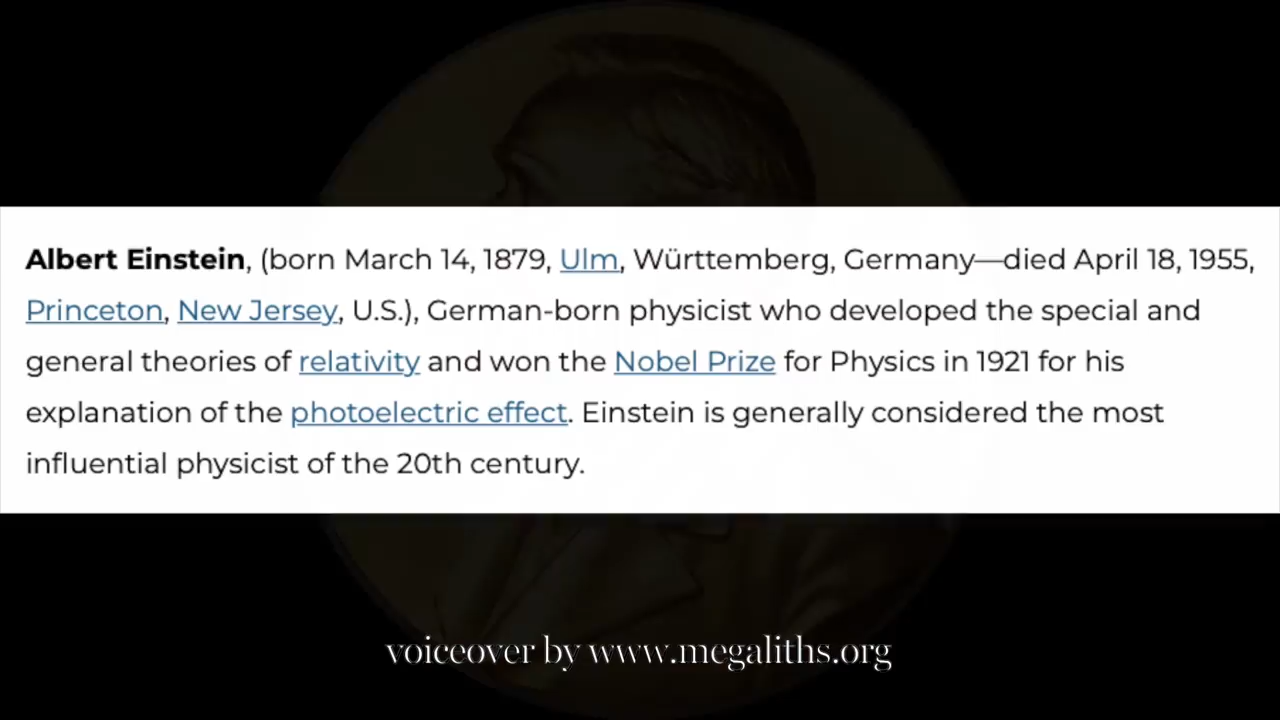 Albert Einstein, (born March 14, 1879, Ulm, Württemberg, Germany—died April 18, 1955,
Princeton, New Jersey, U.S.), German-born physicist who developed the special and
general theories of relativity and won the Nobel Prize for Physics in 1921 for his
explanation of the photoelectric effect. Einstein is generally considered the most
influential physicist of the 20th century.
voiceover by www.megaliths.org